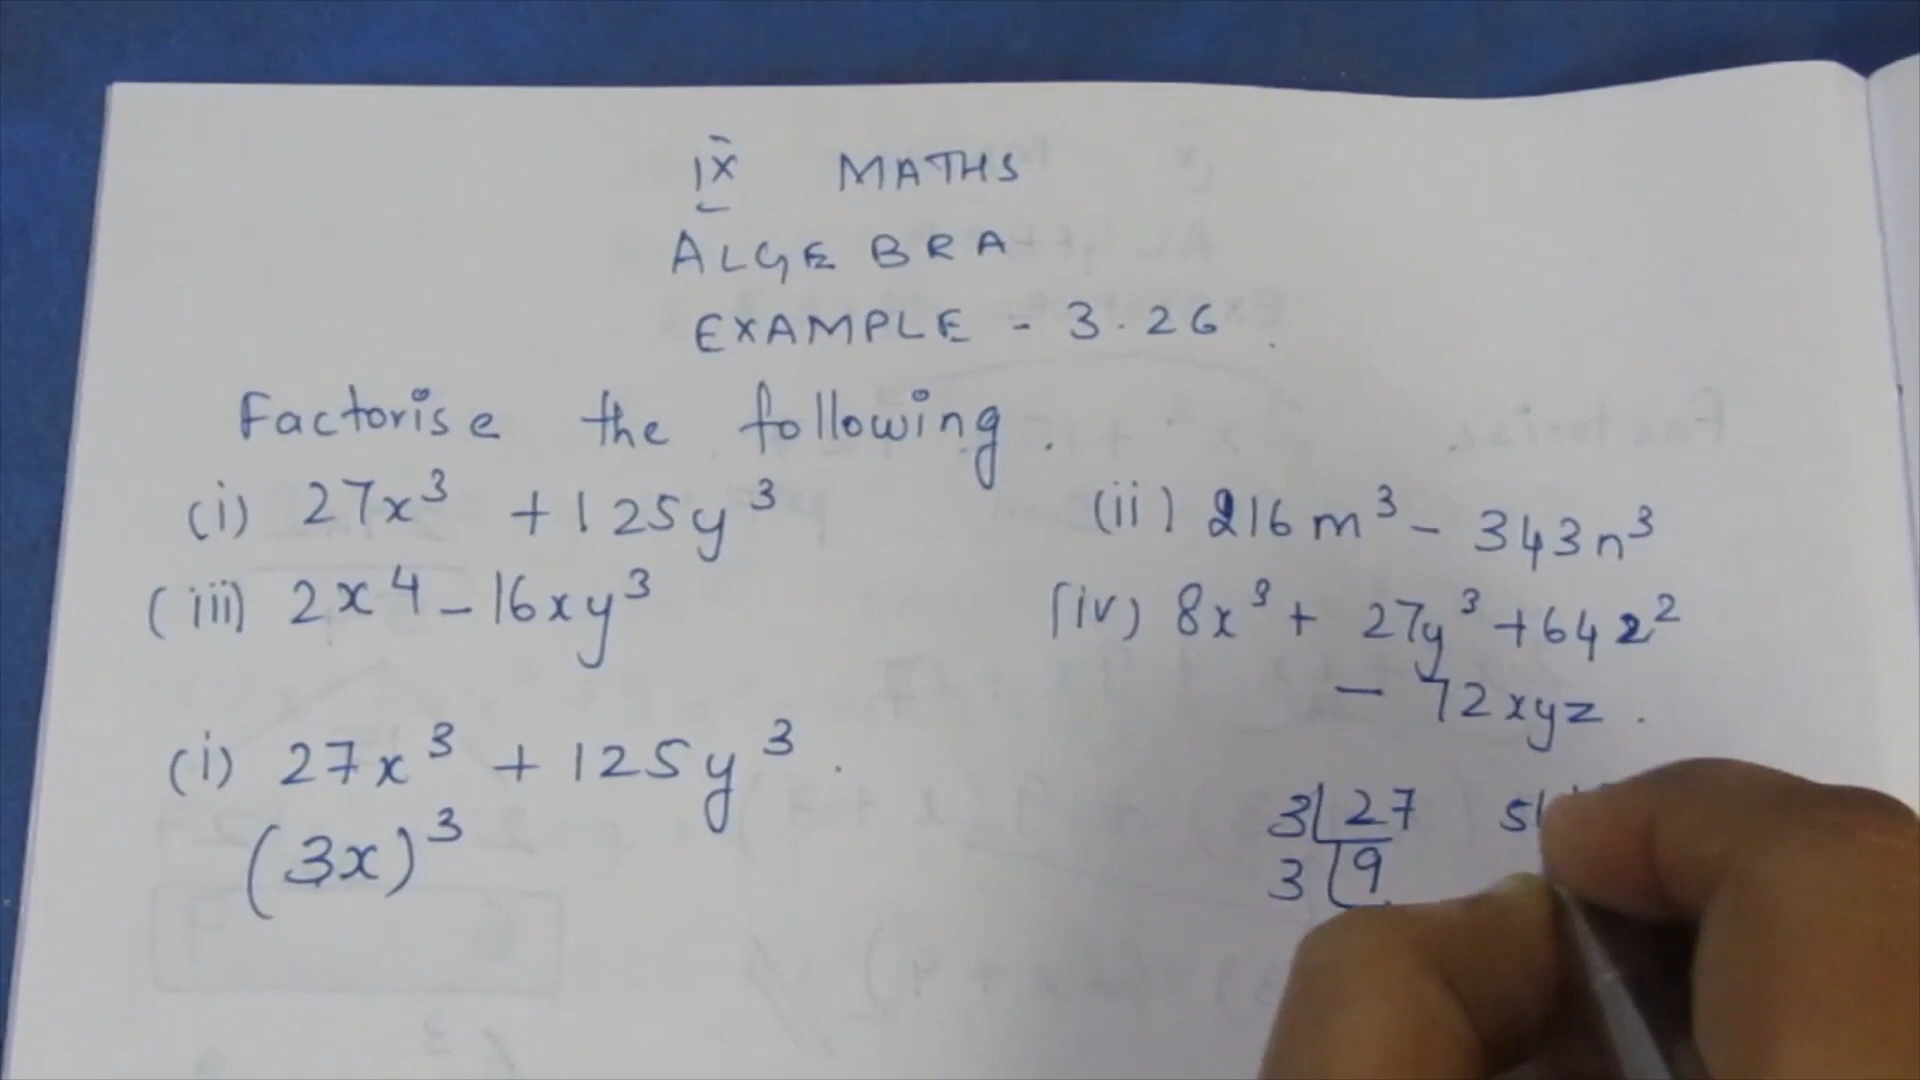 IX MATHS
ALGEBRA
EXAMPLE - 3.26
Factorise the following.
(i) 27x³ + 125y³ (ii) 216m³ - 343n³
(iii) 2x⁴ - 16xy³ (iv) 8x³ + 27y³ + 64z²
- 72xyz.
(i) 27x³ + 125y³.
(3x)³
3 27 5
3 9